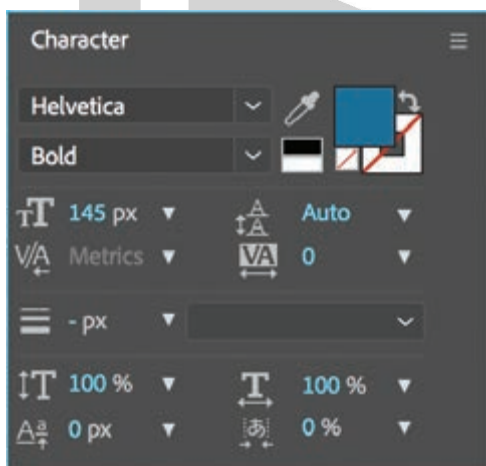 Character
Helvetica
Bold
145 px Auto
Metrics 0
- px
100 % 100 %
0 px 0 %